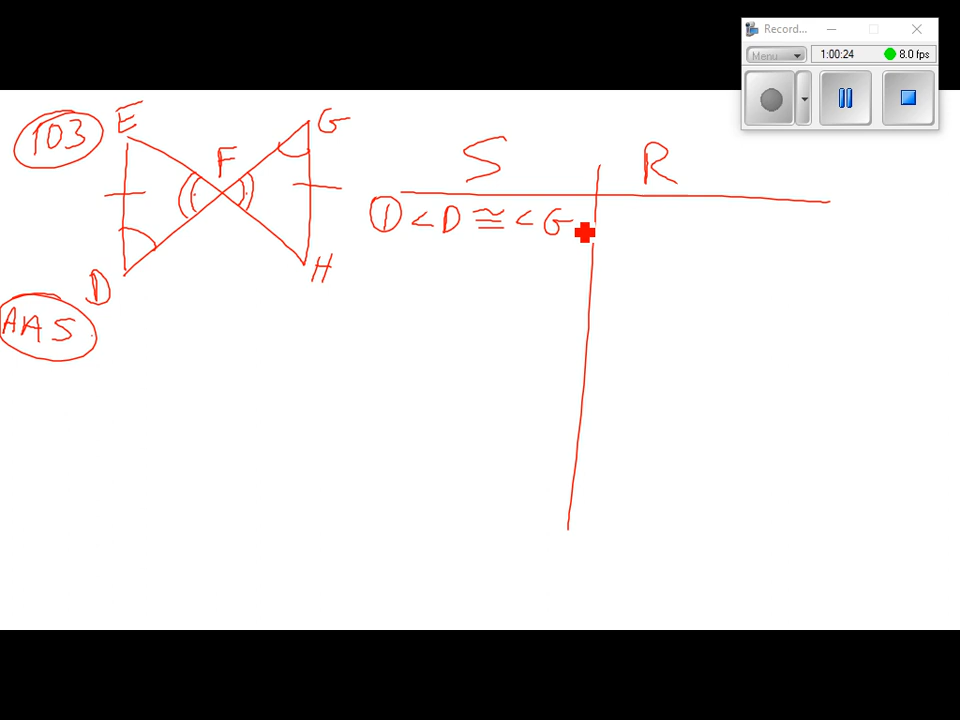 Record...
Menu
1:00:24
8.0 fps
103
E
G
F
S
R
① <D ≅ <G
H
D
AAS